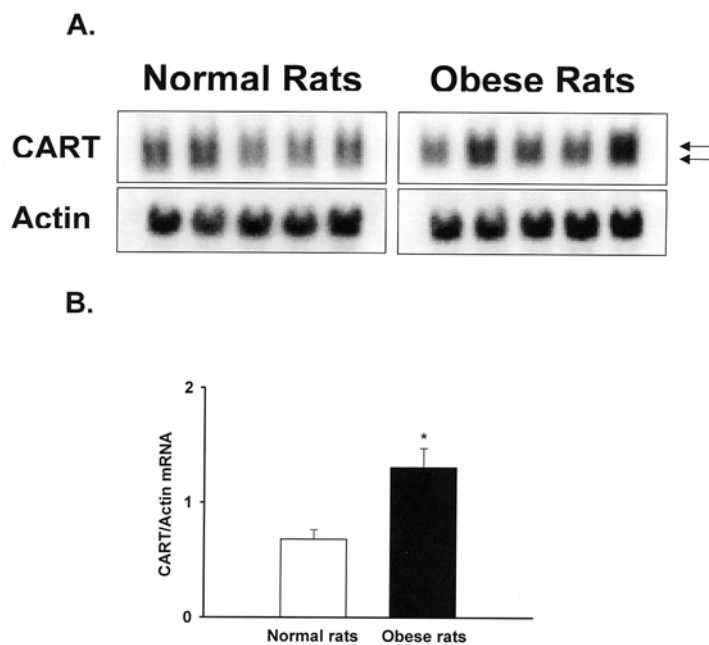 A.
Normal Rats Obese Rats
CART
Actin
B.
2
1
0
CART/Actin mRNA
*
Normal rats Obese rats